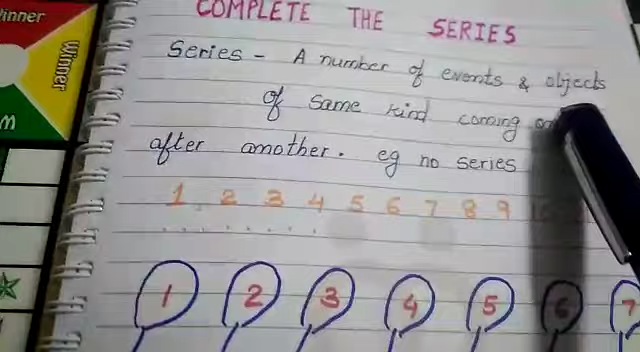 COMPLETE THE SERIES
Series - A number of events & objects
of same kind coming
after another. eg no series
1 2 3 4 5 6 7 8 9 10
1 2 3 4 5 6 7
Winner
Winner